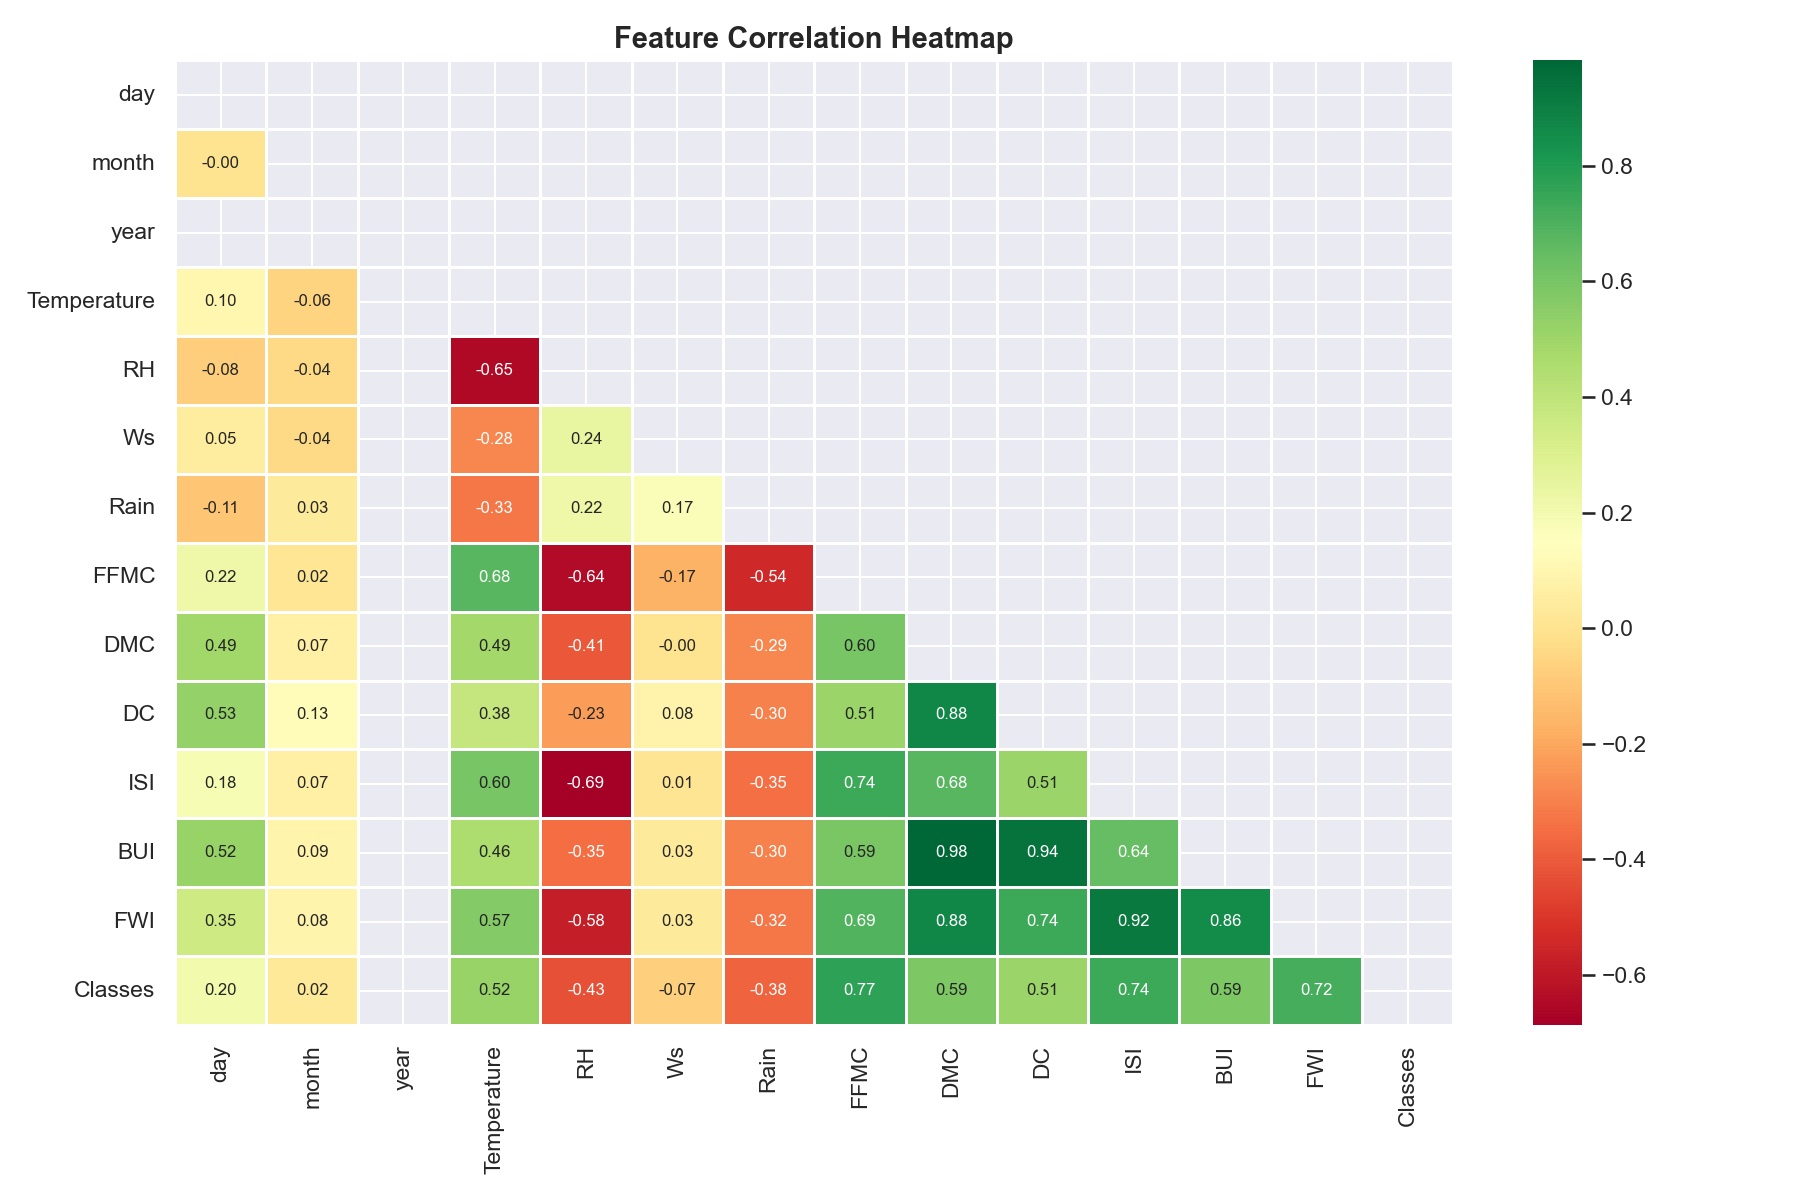 Feature Correlation Heatmap
day
month -0.00
year
Temperature 0.10 -0.06
RH -0.08 -0.04 -0.65
Ws 0.05 -0.04 -0.28 0.24
Rain -0.11 0.03 -0.33 0.22 0.17
FFMC 0.22 0.02 0.68 -0.64 -0.17 -0.54
DMC 0.49 0.07 0.49 -0.41 -0.00 -0.29 0.60
DC 0.53 0.13 0.38 -0.23 0.08 -0.30 0.51 0.88
ISI 0.18 0.07 0.60 -0.69 0.01 -0.35 0.74 0.68 0.51
BUI 0.52 0.09 0.46 -0.35 0.03 -0.30 0.59 0.98 0.94 0.64
FWI 0.35 0.08 0.57 -0.58 0.03 -0.32 0.69 0.88 0.74 0.92 0.86
Classes 0.20 0.02 0.52 -0.43 -0.07 -0.38 0.77 0.59 0.51 0.74 0.59 0.72
day month year Temperature RH Ws Rain FFMC DMC DC ISI BUI FWI Classes
0.8
0.6
0.4
0.2
0.0
−0.2
−0.4
−0.6